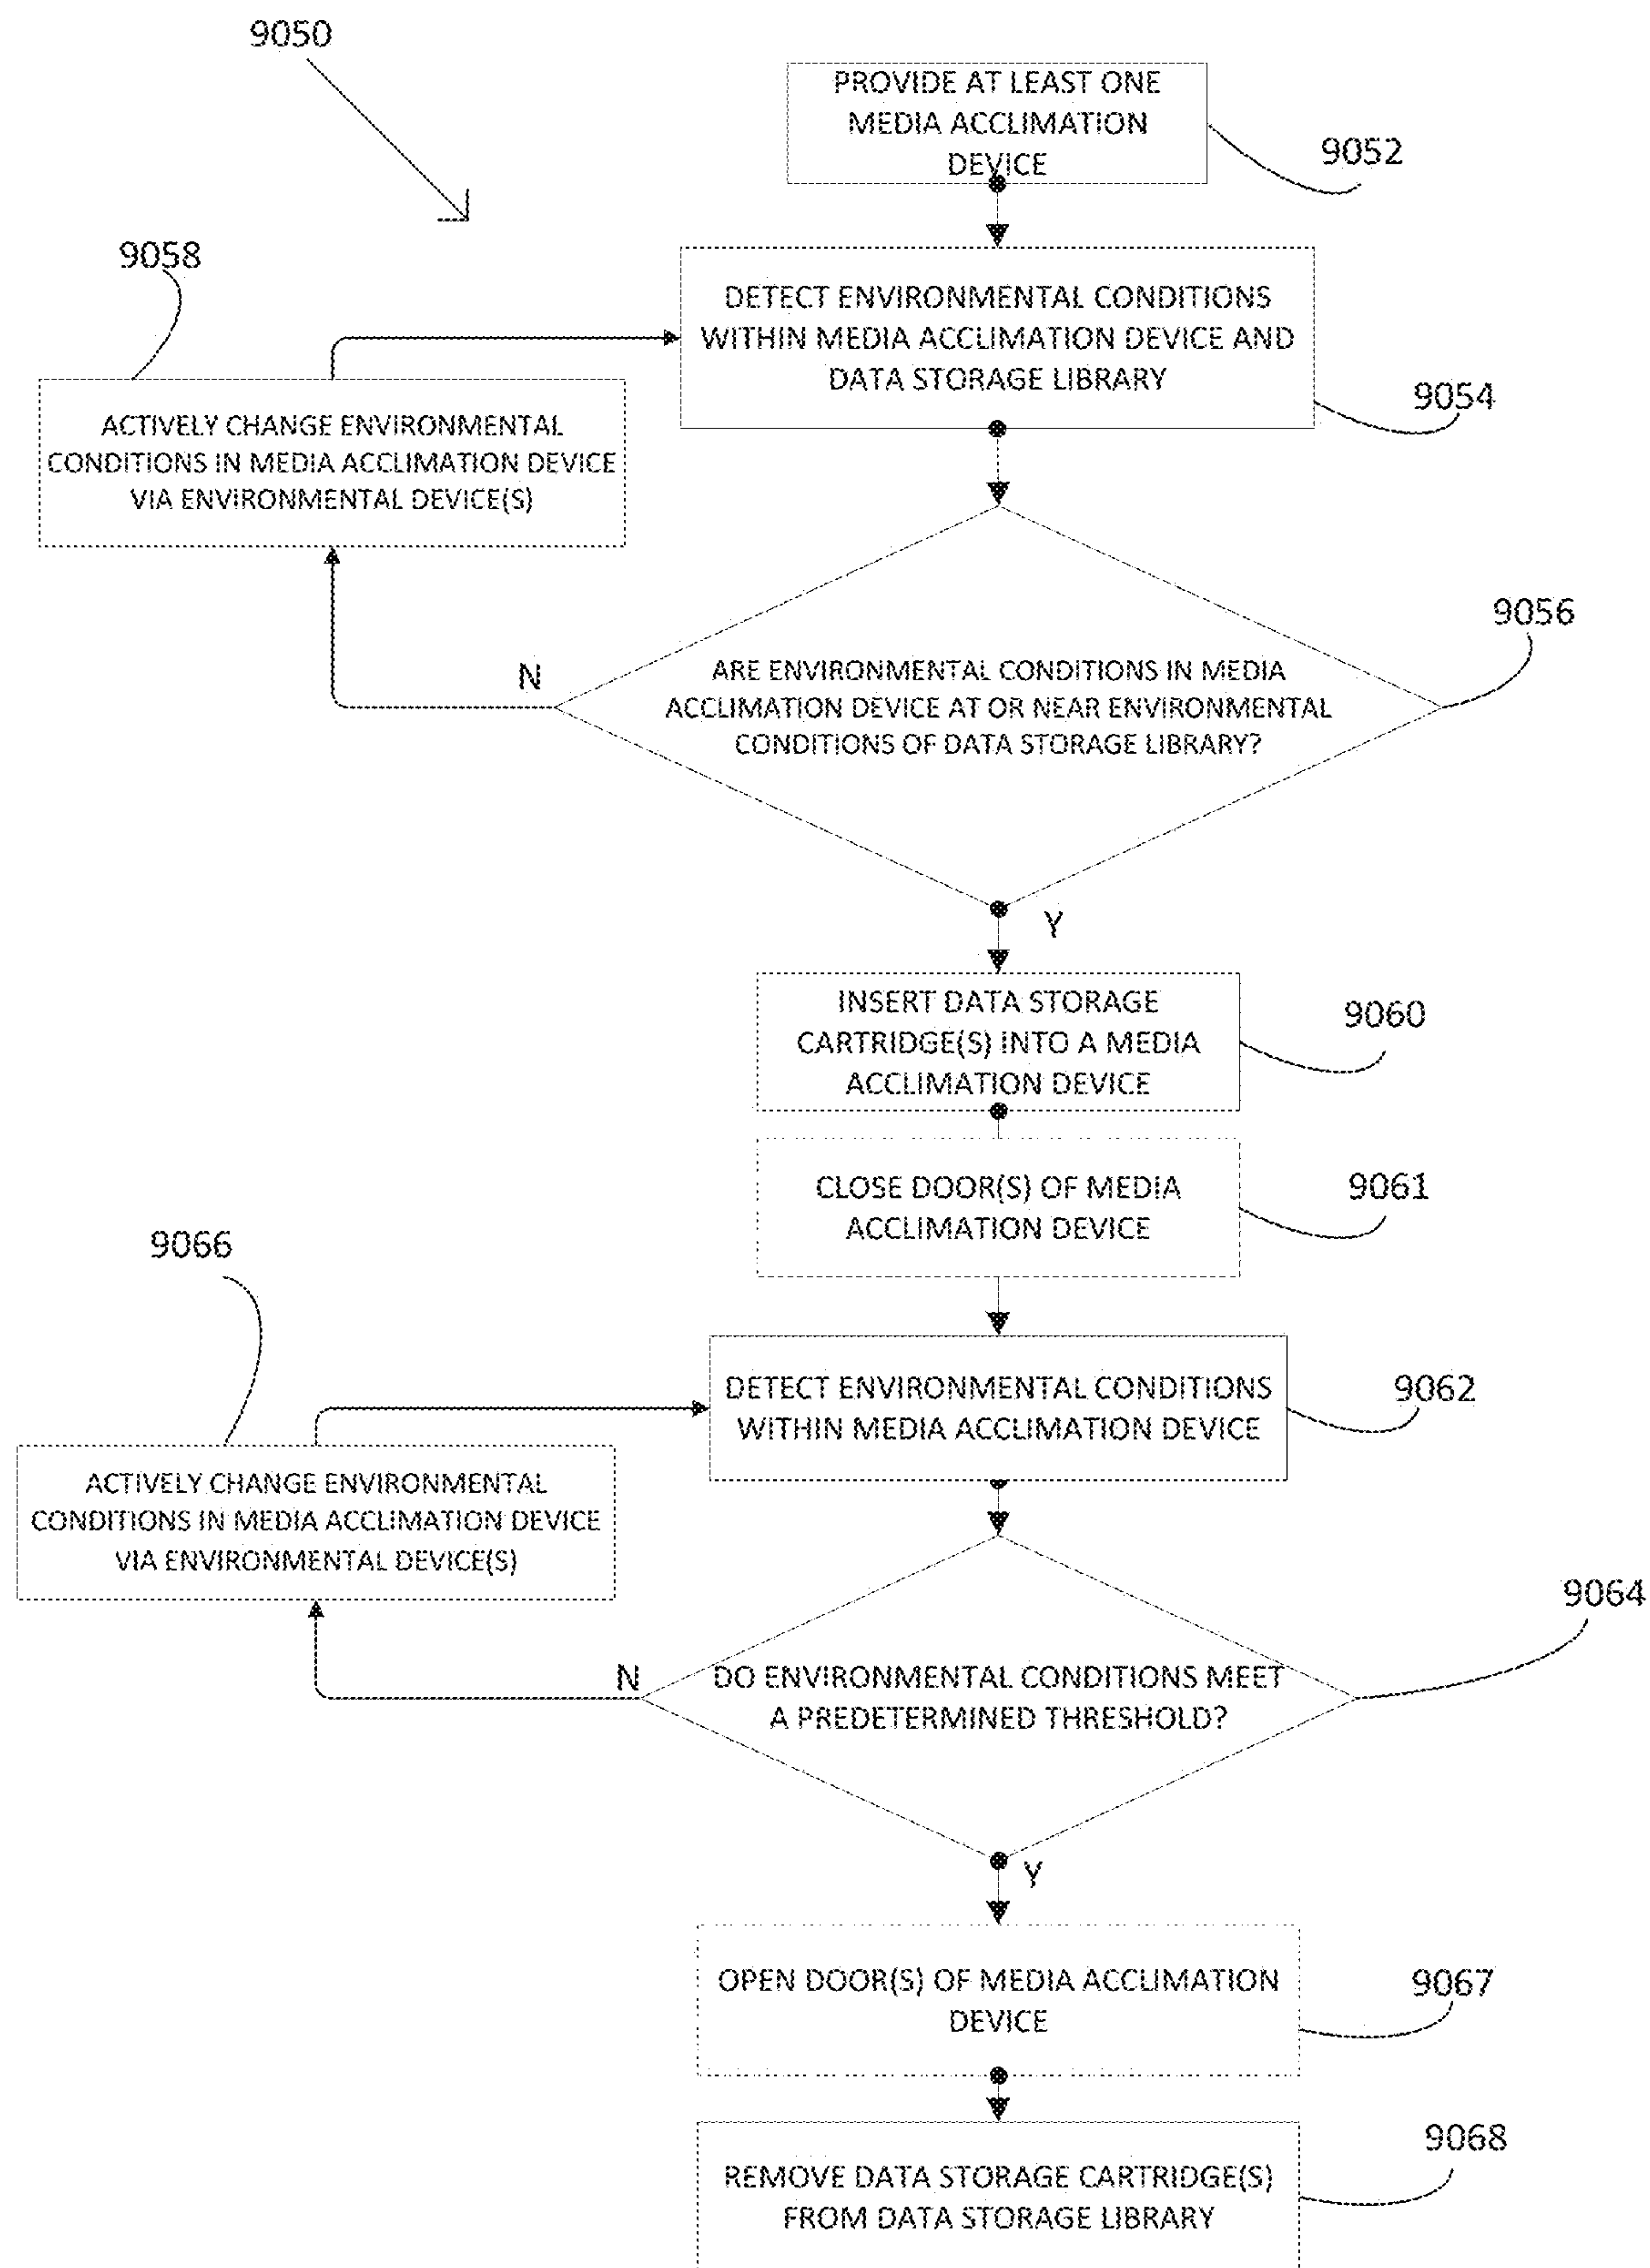 9050
PROVIDE AT LEAST ONE
MEDIA ACCLIMATION
DEVICE
9052
9058
DETECT ENVIRONMENTAL CONDITIONS
WITHIN MEDIA ACCLIMATION DEVICE AND
DATA STORAGE LIBRARY
9054
ACTIVELY CHANGE ENVIRONMENTAL
CONDITIONS IN MEDIA ACCLIMATION DEVICE
VIA ENVIRONMENTAL DEVICE(S)
9056
N
ARE ENVIRONMENTAL CONDITIONS IN MEDIA
ACCLIMATION DEVICE AT OR NEAR ENVIRONMENTAL
CONDITIONS OF DATA STORAGE LIBRARY?
Y
INSERT DATA STORAGE
CARTRIDGE(S) INTO A MEDIA
ACCLIMATION DEVICE
9060
CLOSE DOOR(S) OF MEDIA
ACCLIMATION DEVICE
9061
9066
DETECT ENVIRONMENTAL CONDITIONS
WITHIN MEDIA ACCLIMATION DEVICE
9062
ACTIVELY CHANGE ENVIRONMENTAL
CONDITIONS IN MEDIA ACCLIMATION DEVICE
VIA ENVIRONMENTAL DEVICE(S)
9064
N
DO ENVIRONMENTAL CONDITIONS MEET
A PREDETERMINED THRESHOLD?
Y
OPEN DOOR(S) OF MEDIA ACCLIMATION
DEVICE
9067
REMOVE DATA STORAGE CARTRIDGE(S)
FROM DATA STORAGE LIBRARY
9068